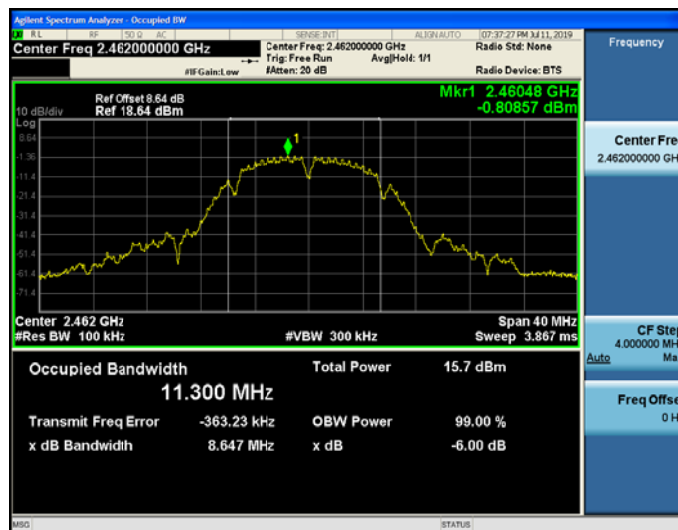 Agilent Spectrum Analyzer - Occupied BW
RL RF 50 Ω AC SENSE:INT ALIGN AUTO 07:37:27 PM Jul 11, 2019
Center Freq 2.462000000 GHz
Center Freq: 2.462000000 GHz
Radio Std: None
Trig: Free Run Avg|Hold: 1/1
#IFGain:Low
#Atten: 20 dB
Radio Device: BTS
Frequency
Ref Offset 8.64 dB
10 dB/div Ref 18.64 dBm
Mkr1 2.46048 GHz
-0.80857 dBm
Log
8.64
-1.36
-11.4
-21.4
-31.4
-41.4
-51.4
-61.4
-71.4
1
Center Fre
2.462000000 GH
Center 2.462 GHz
Span 40 MHz
#Res BW 100 kHz
#VBW 300 kHz
Sweep 3.867 ms
CF Step
4.000000 MH
Auto Ma
Occupied Bandwidth
11.300 MHz
Total Power 15.7 dBm
Transmit Freq Error -363.23 kHz
OBW Power 99.00 %
x dB Bandwidth 8.647 MHz
x dB -6.00 dB
Freq Offse
0 H
MSG
STATUS